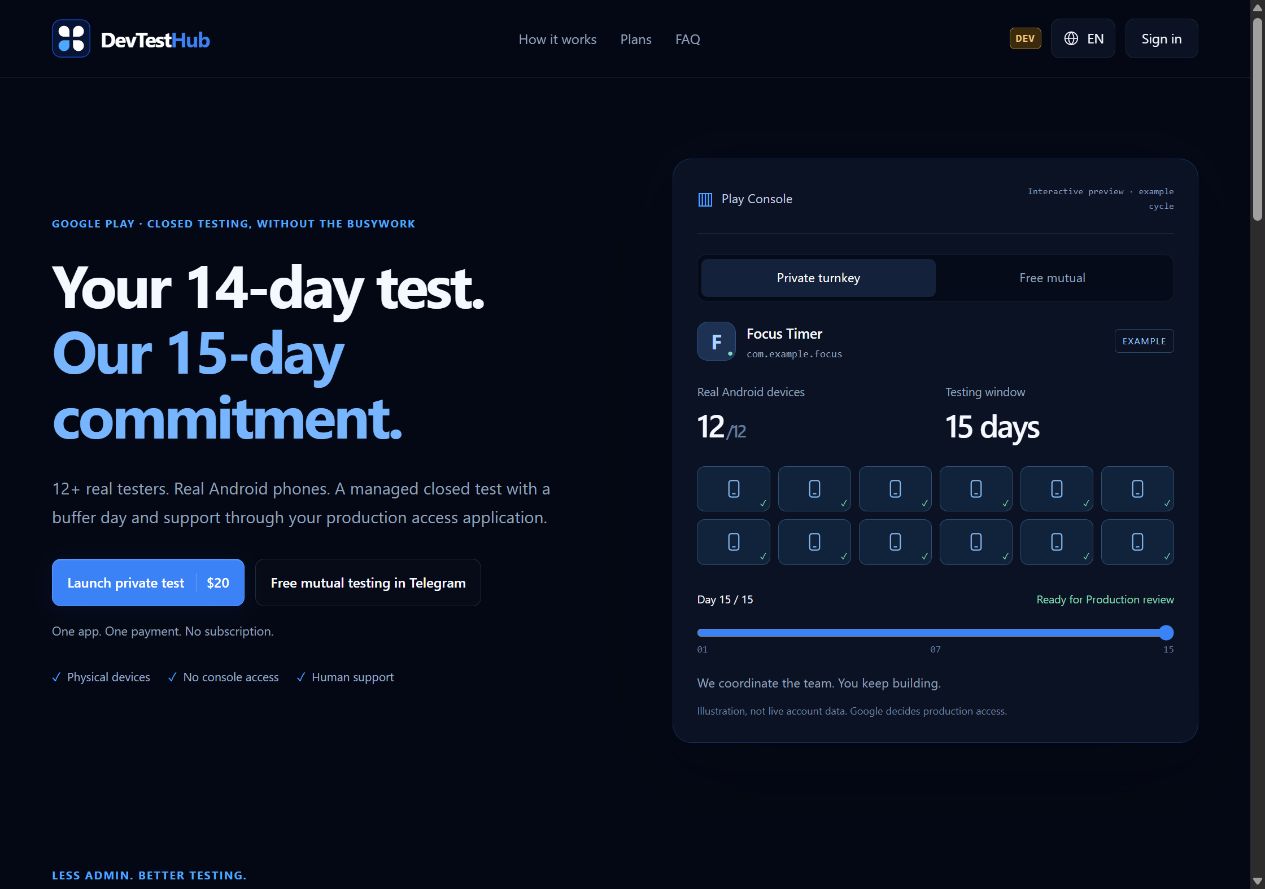 DevTestHub
How it works
Plans
FAQ
DEV
EN
Sign in
GOOGLE PLAY · CLOSED TESTING, WITHOUT THE BUSYWORK
Your 14-day test.
Our 15-day
commitment.
12+ real testers. Real Android phones. A managed closed test with a
buffer day and support through your production access application.
Launch private test $20
Free mutual testing in Telegram
One app. One payment. No subscription.
✓ Physical devices
✓ No console access
✓ Human support
Play Console
Interactive preview · example
cycle
Private turnkey
Free mutual
F
Focus Timer
com.example.focus
EXAMPLE
Real Android devices
12/12
Testing window
15 days
Day 15 / 15
Ready for Production review
01
07
15
We coordinate the team. You keep building.
Illustration, not live account data. Google decides production access.
LESS ADMIN. BETTER TESTING.